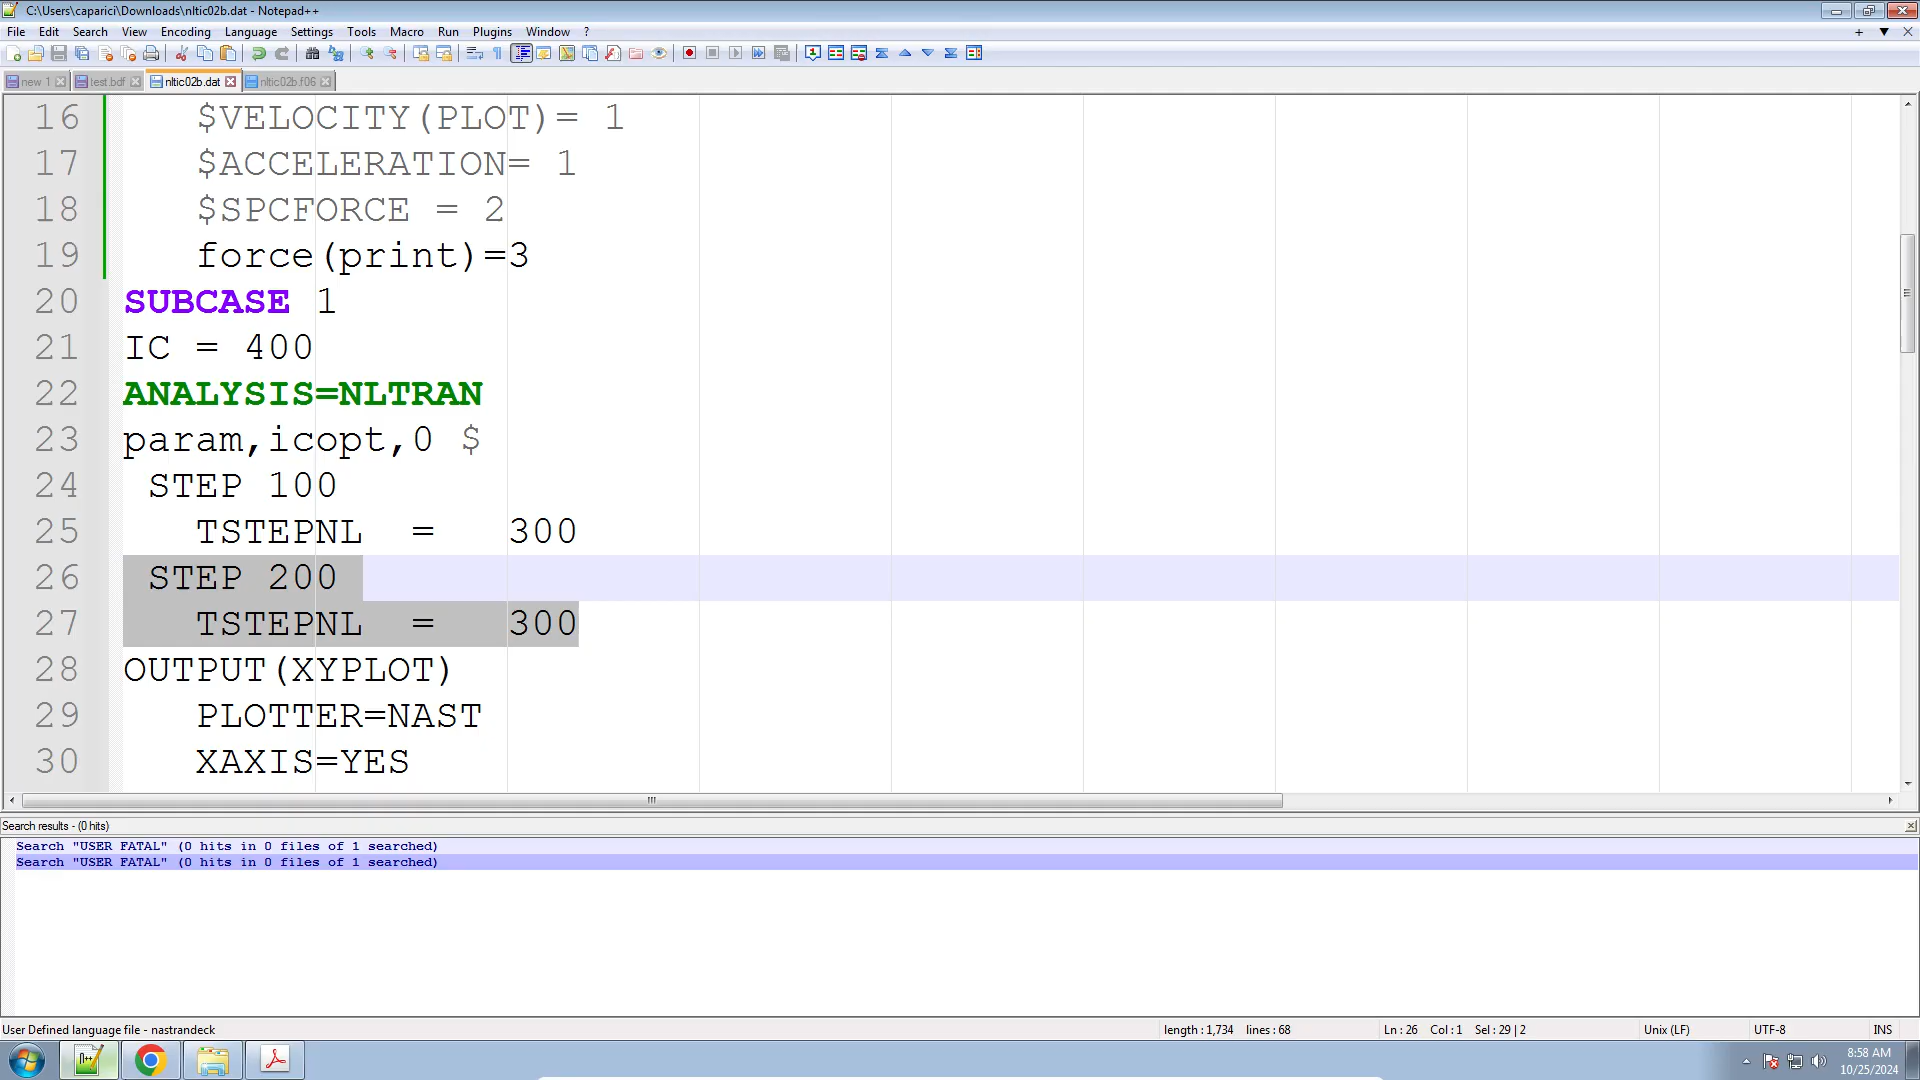 C:\Users\caparici\Downloads\nltic02b.dat - Notepad++
File Edit Search View Encoding Language Settings Tools Macro Run Plugins Window ?
new 1 test.bdf nltic02b.dat nltic02b.f06
16 $VELOCITY(PLOT)= 1
17 $ACCELERATION= 1
18 $SPCFORCE = 2
19 force(print)=3
20 SUBCASE 1
21 IC = 400
22 ANALYSIS=NLTRAN
23 param,icopt,0 $
24 STEP 100
25 TSTEPNL = 300
26 STEP 200
27 TSTEPNL = 300
28 OUTPUT(XYPLOT)
29 PLOTTER=NAST
30 XAXIS=YES
Search results - (0 hits)
Search "USER FATAL" (0 hits in 0 files of 1 searched)
Search "USER FATAL" (0 hits in 0 files of 1 searched)
User Defined language file - nastrandeck length : 1,734 lines : 68 Ln : 26 Col : 1 Sel : 29 | 2 Unix (LF) UTF-8 INS
8:58 AM
10/25/2024